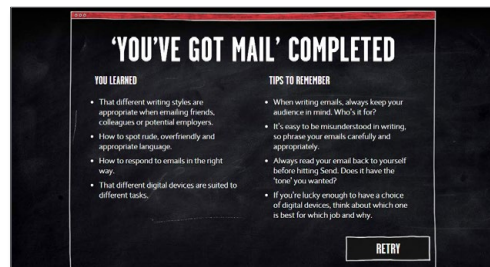 ‘YOU’VE GOT MAIL’ COMPLETED
YOU LEARNED
• That different writing styles are
appropriate when emailing friends,
colleagues or potential employers.
• How to spot rude, overfriendly and
appropriate language.
• How to respond to emails in the right
way.
• That different digital devices are suited to
different tasks.
TIPS TO REMEMBER
• When writing emails, always keep your
audience in mind. Who's it for?
• It's easy to be misunderstood in writing,
so phrase your emails carefully and
appropriately.
• Always read your email back to yourself
before hitting Send. Does it have the
'tone' you wanted?
• If you're lucky enough to have a choice
of digital devices, think about which one
is best for which job and why.
RETRY